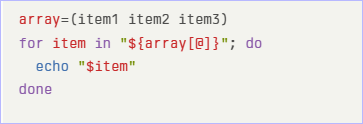 array=(item1 item2 item3)
for item in "${array[@]}"; do
  echo "$item"
done